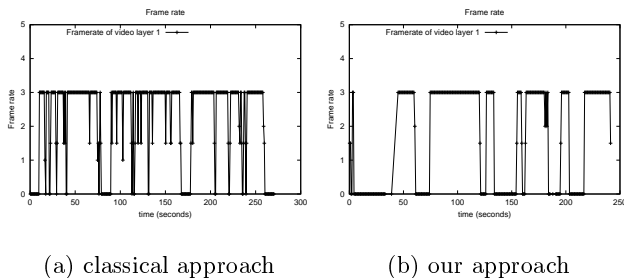 Frame rate
Framerate of video layer 1
Frame rate
5
4
3
2
1
0
0
50
100
150
200
250
300
time (seconds)
(a) classical approach
Frame rate
Framerate of video layer 1
Frame rate
5
4
3
2
1
0
0
50
100
150
200
250
time (seconds)
(b) our approach